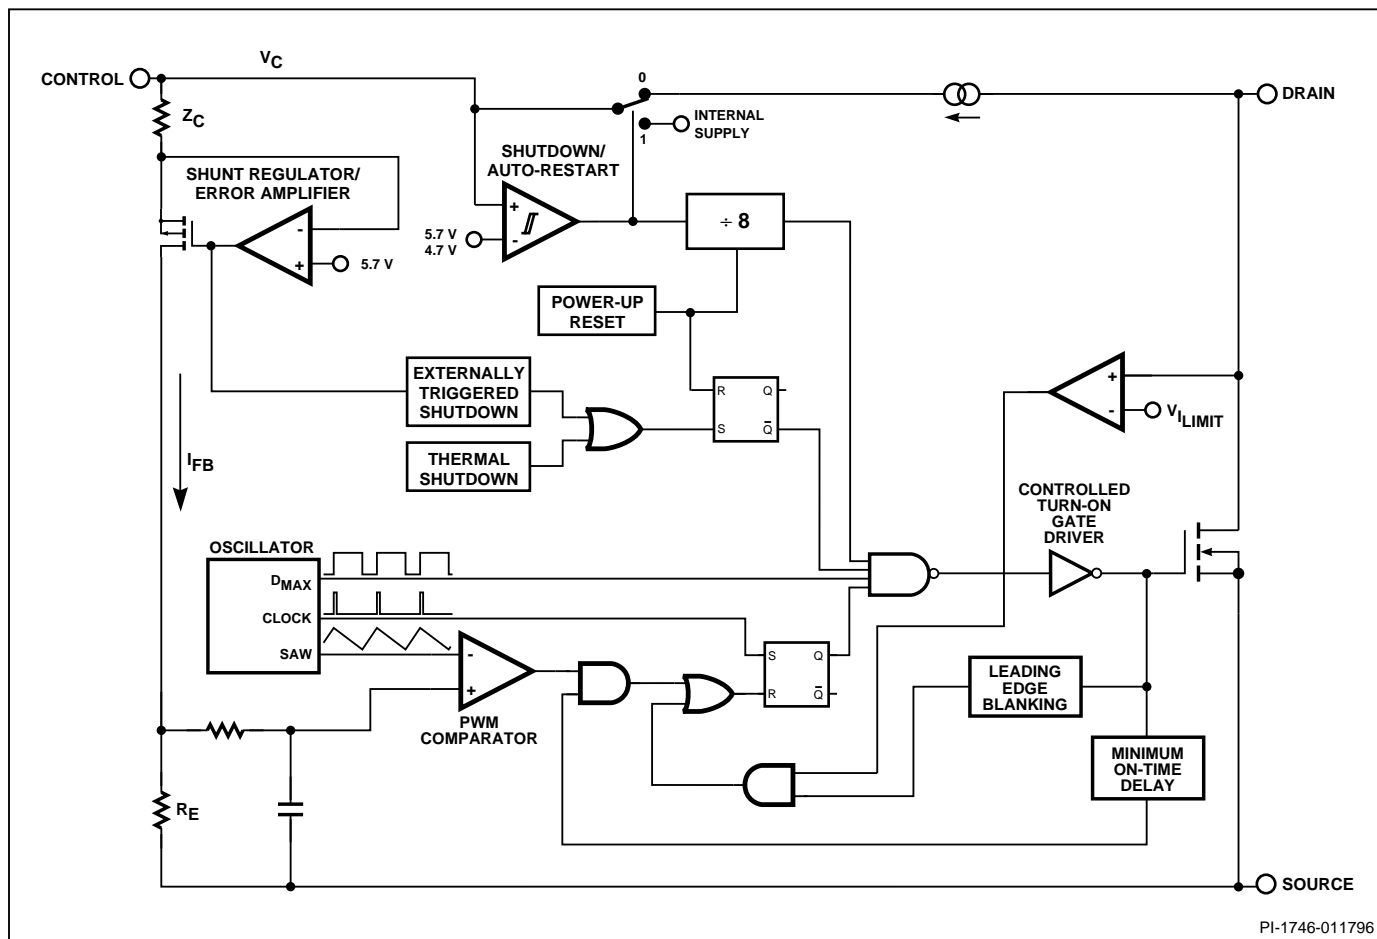 V_C
CONTROL
Z_C
0
DRAIN
INTERNAL
SUPPLY
1
SHUTDOWN/
AUTO-RESTART
SHUNT REGULATOR/
ERROR AMPLIFIER
+
-
5.7 V
4.7 V
÷ 8
-
+
5.7 V
POWER-UP
RESET
EXTERNALLY
TRIGGERED
SHUTDOWN
R
Q
S
Q̅
+
-
V_I_LIMIT
THERMAL
SHUTDOWN
I_FB
CONTROLLED
TURN-ON
GATE
DRIVER
OSCILLATOR
D_MAX
CLOCK
SAW
-
+
PWM
COMPARATOR
S
Q
R
Q̅
LEADING
EDGE
BLANKING
MINIMUM
ON-TIME
DELAY
R_E
SOURCE
PI-1746-011796